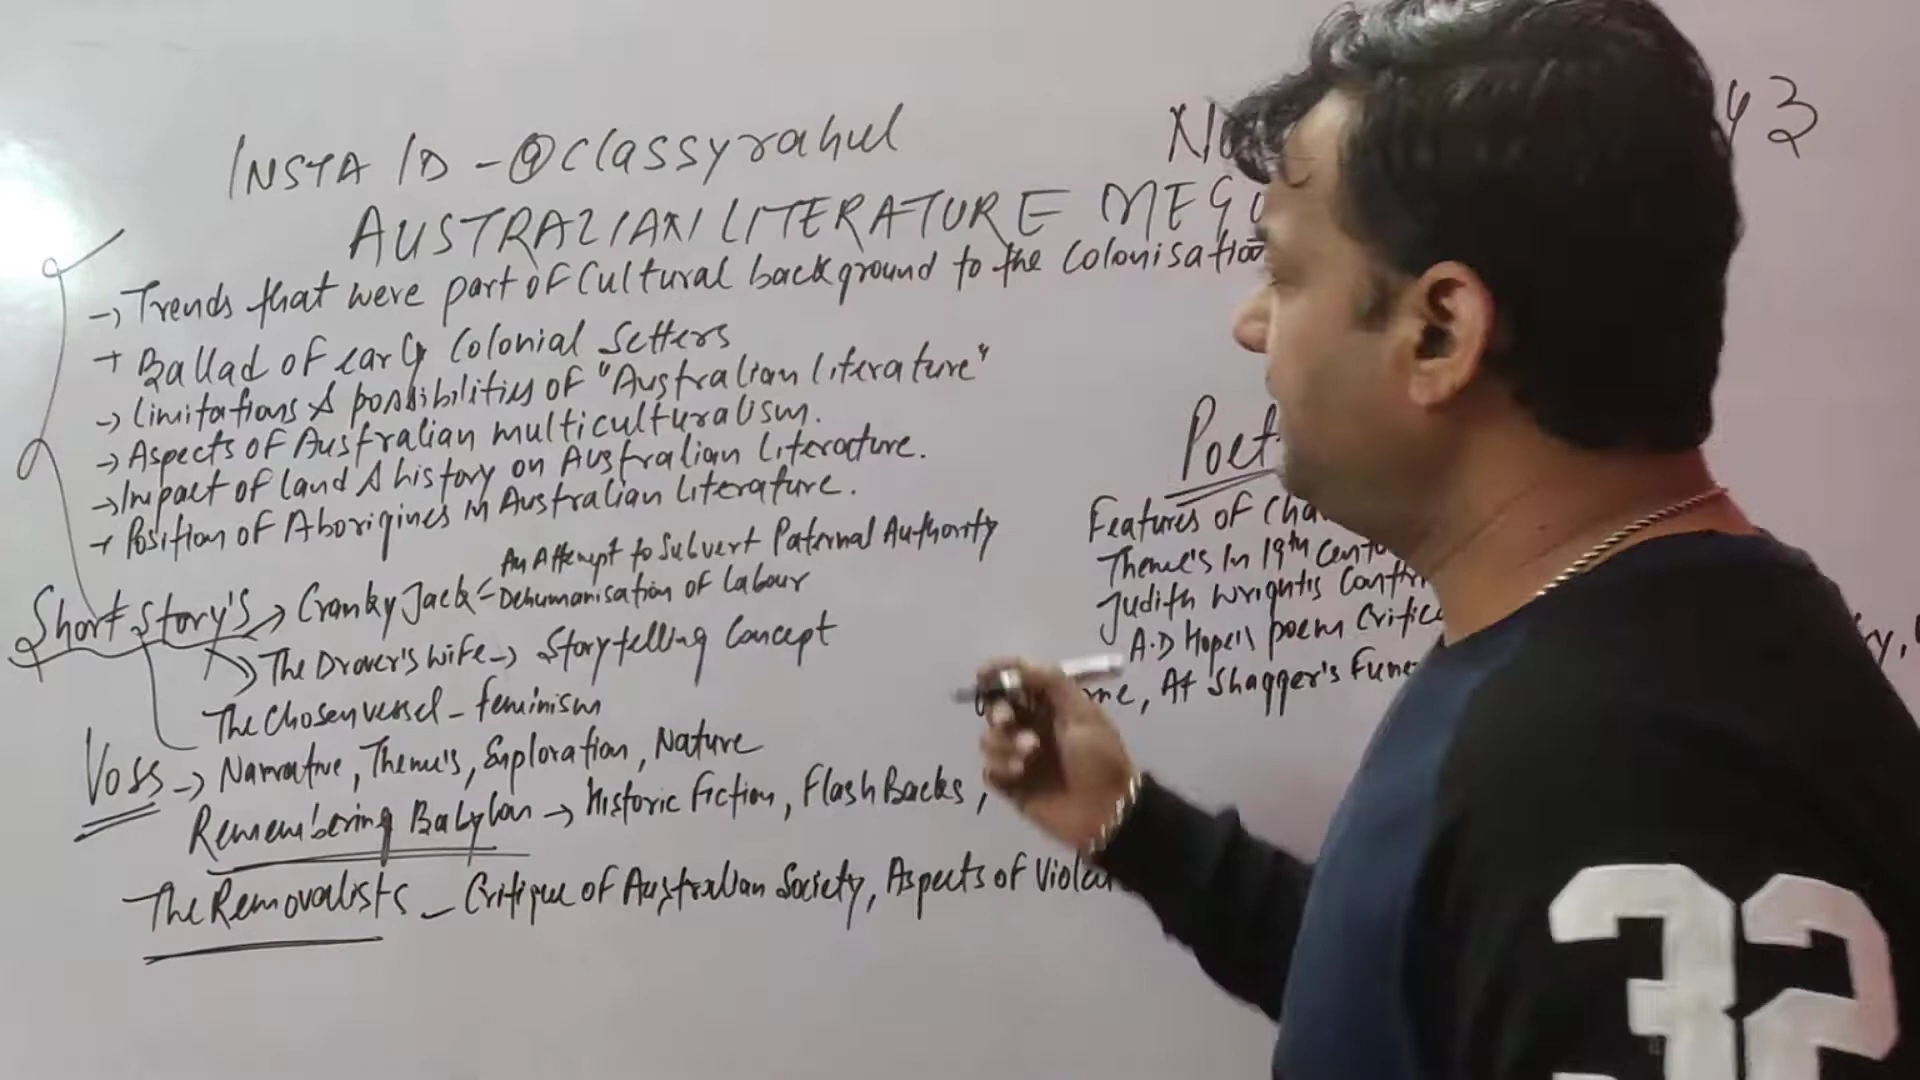 INSTA ID - @classyrahul
43
AUSTRALIAN LITERATURE MEG
-> Trends that were part of Cultural background to the Colonisation
-> Ballad of early Colonial Setters
-> limitations & possibilities of "Australian literature"
-> Aspects of Australian multiculturalism.
-> Impact of land & history on Australian literature.
-> Position of Aborigines in Australian literature.
Short Story's -> Cranky Jack - An Attempt to Subvert Paternal Authority
Dehumanisation of labour
-> The Drover's wife -> Storytelling Concept
The Chosen vessel - feminism
Voss -> Narrative, Theme's, Exploration, Nature
Remembering Babylon -> Historic Fiction, Flash Backs,
The Removalists - Critique of Australian Society, Aspects of
Features of
Theme's In 19th
Judith Wright's
A.D Hope's poem
At Shagger's
32